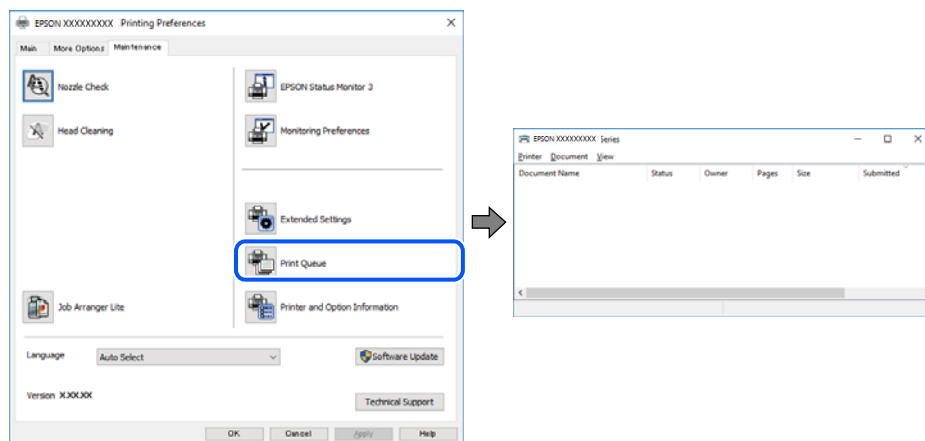 EPSON XXXXXXXXX Printing Preferences
Main More Options Maintenance
Nozzle Check
EPSON Status Monitor 3
Head Cleaning
Monitoring Preferences
Extended Settings
Print Queue
Job Arranger Lite
Printer and Option Information
Language Auto Select Software Update
Version X.XX.XX
Technical Support
OK Cancel Apply Help
EPSON XXXXXXXXX Series
Printer Document View
Document Name Status Owner Pages Size Submitted